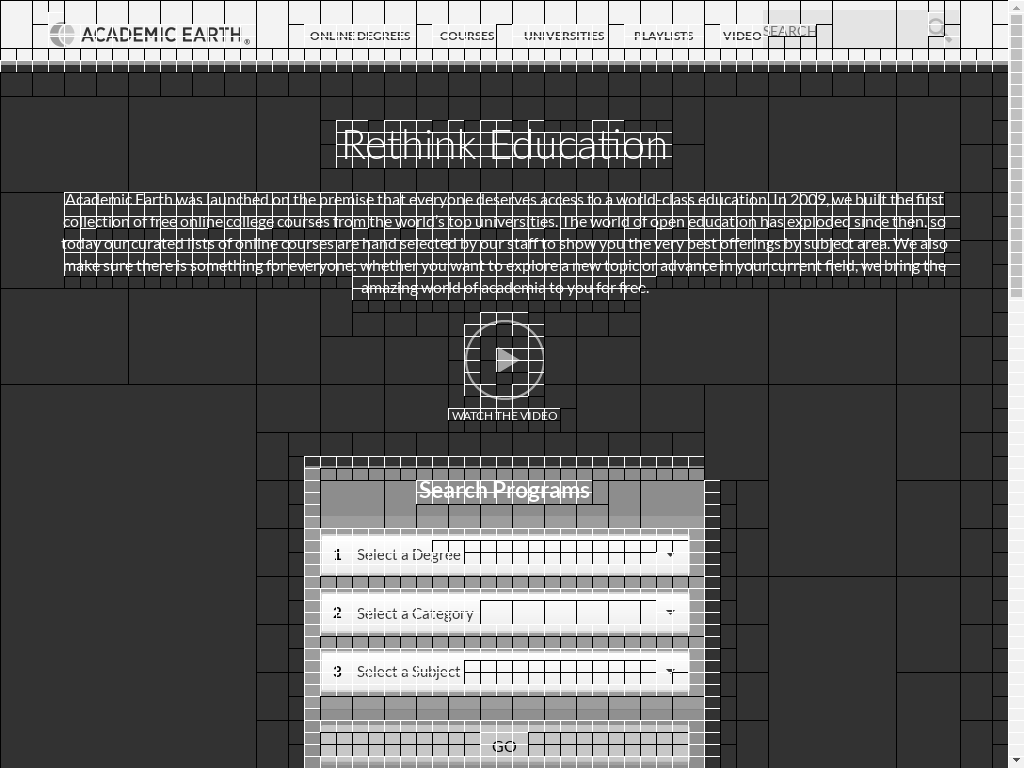 ACADEMIC EARTH®
ONLINE DEGREES
COURSES
UNIVERSITIES
PLAYLISTS
VIDEO
SEARCH
Rethink Education
Academic Earth was launched on the premise that everyone deserves access to a world-class education. In 2009, we built the first
collection of free online college courses from the world's top universities. The world of open education has exploded since then, so
today our curated lists of online courses are hand selected by our staff to show you the very best offerings by subject area. We also
make sure there is something for everyone: whether you want to explore a new topic or advance in your current field, we bring the
amazing world of academia to you for free.
WATCH THE VIDEO
Search Programs
1 Select a Degree
2 Select a Category
3 Select a Subject
GO